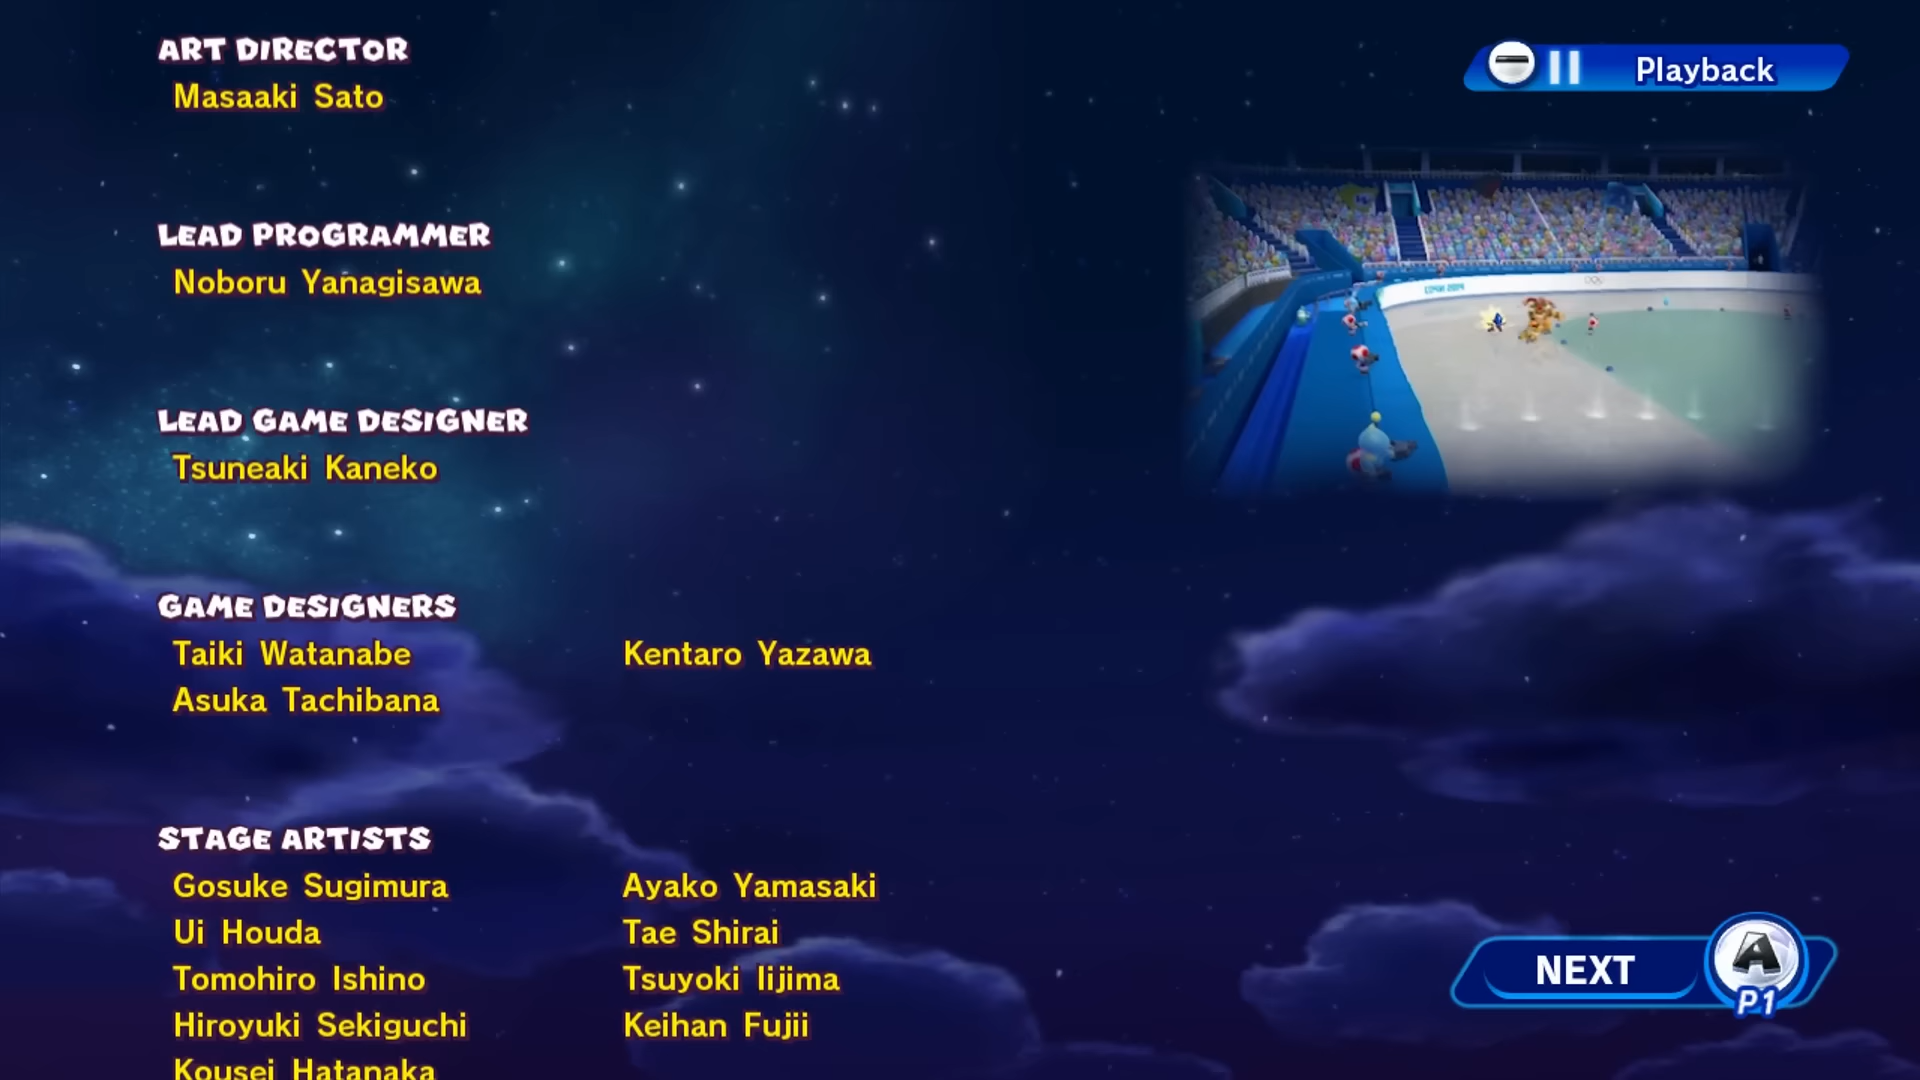 ART DIRECTOR
Masaaki Sato
Playback
LEAD PROGRAMMER
Noboru Yanagisawa
LEAD GAME DESIGNER
Tsuneaki Kaneko
GAME DESIGNERS
Taiki Watanabe
Kentaro Yazawa
Asuka Tachibana
STAGE ARTISTS
Gosuke Sugimura
Ayako Yamasaki
Ui Houda
Tae Shirai
Tomohiro Ishino
Tsuyoki Iijima
Hiroyuki Sekiguchi
Keihan Fujii
Kousei Hatanaka
NEXT
A
P1